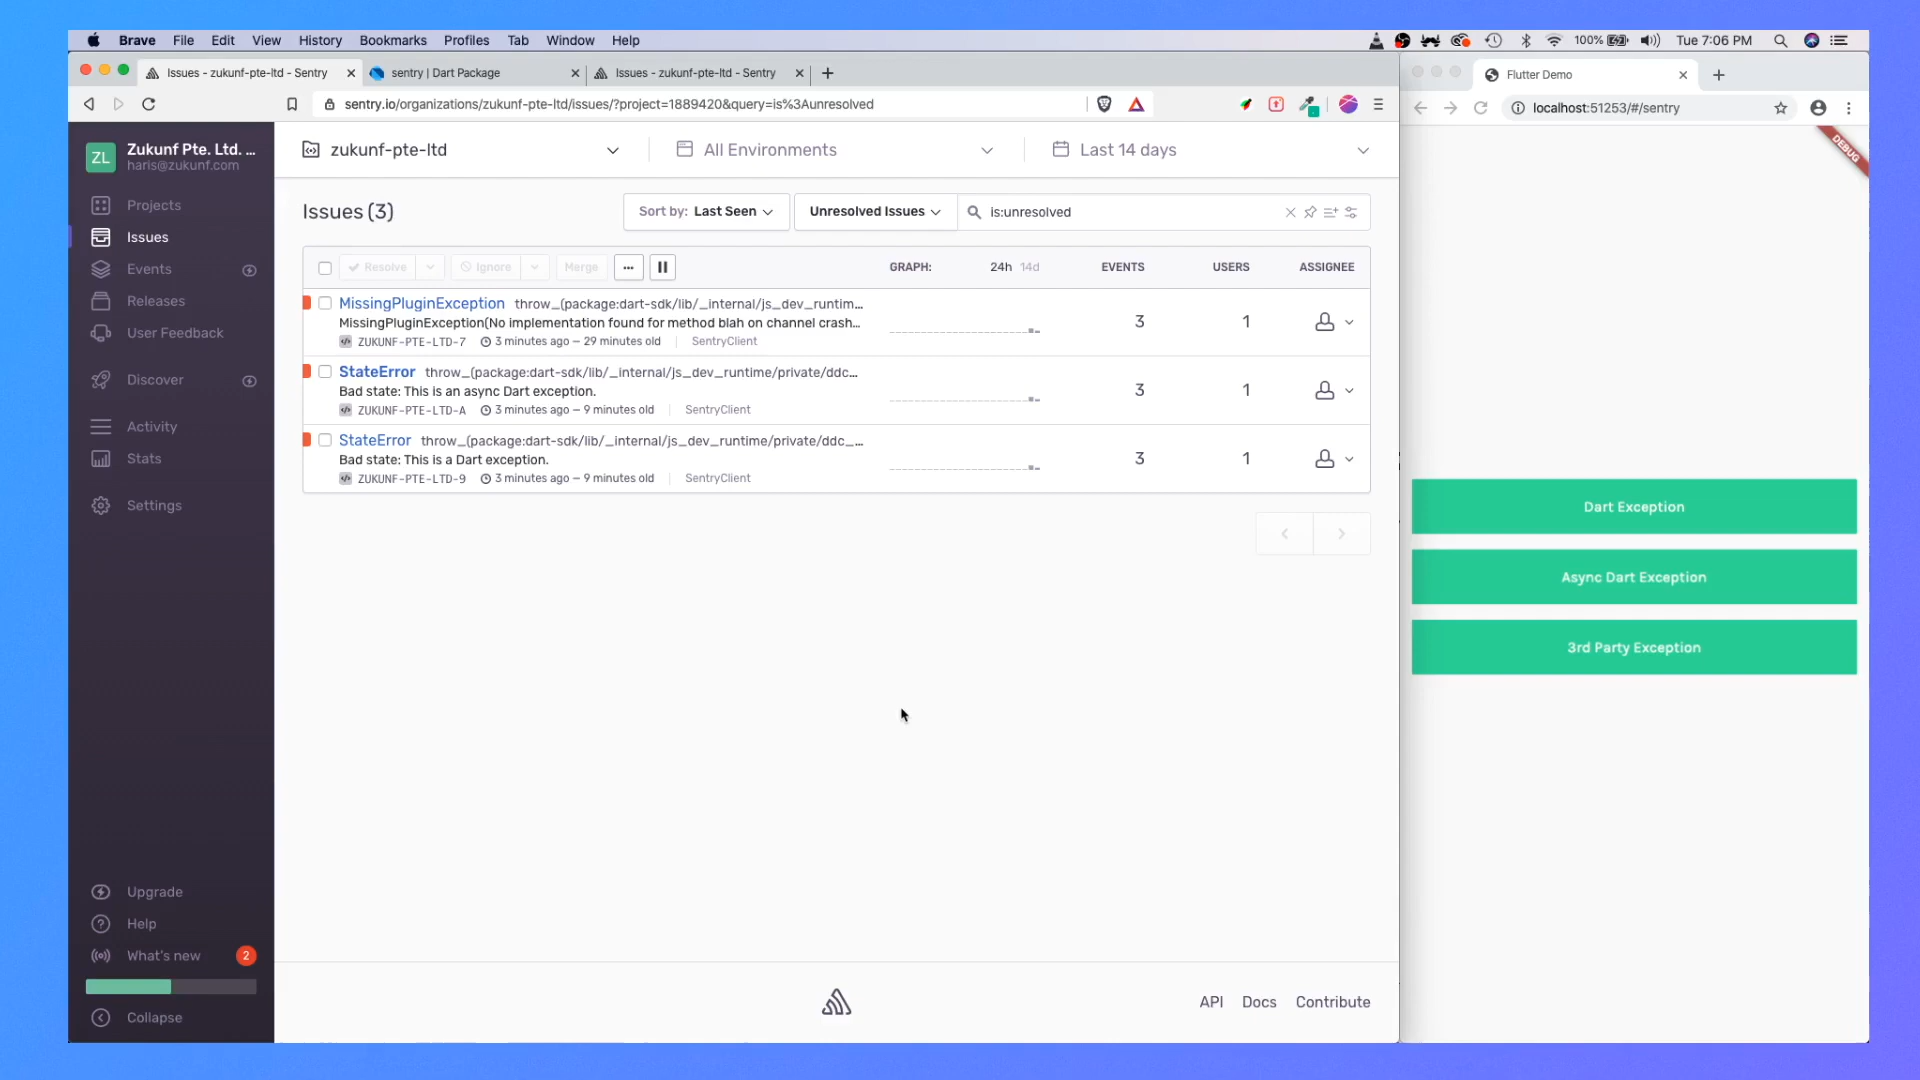 Brave File Edit View History Bookmarks Profiles Tab Window Help
100% Tue 7:06 PM
Issues - zukunf-pte-ltd - Sentry
sentry | Dart Package
Issues - zukunf-pte-ltd - Sentry
sentry.io/organizations/zukunf-pte-ltd/issues/?project=1889420&query=is%3Aunresolved
Flutter Demo
localhost:51253/#/sentry
DEBUG
ZL
Zukunf Pte. Ltd. ...
haris@zukunf.com
Projects
Issues
Events
Releases
User Feedback
Discover
Activity
Stats
Settings
Upgrade
Help
What's new 2
Collapse
zukunf-pte-ltd
All Environments
Last 14 days
Issues (3)
Sort by: Last Seen
Unresolved Issues
is:unresolved
Resolve
Ignore
Merge
GRAPH: 24h 14d EVENTS USERS ASSIGNEE
MissingPluginException throw_(package:dart-sdk/lib/_internal/js_dev_runtim...
MissingPluginException(No implementation found for method blah on channel crash...
ZUKUNF-PTE-LTD-7 3 minutes ago — 29 minutes old SentryClient
3 1
StateError throw_(package:dart-sdk/lib/_internal/js_dev_runtime/private/ddc...
Bad state: This is an async Dart exception.
ZUKUNF-PTE-LTD-A 3 minutes ago — 9 minutes old SentryClient
3 1
StateError throw_(package:dart-sdk/lib/_internal/js_dev_runtime/private/ddc_...
Bad state: This is a Dart exception.
ZUKUNF-PTE-LTD-9 3 minutes ago — 9 minutes old SentryClient
3 1
API Docs Contribute
Dart Exception
Async Dart Exception
3rd Party Exception